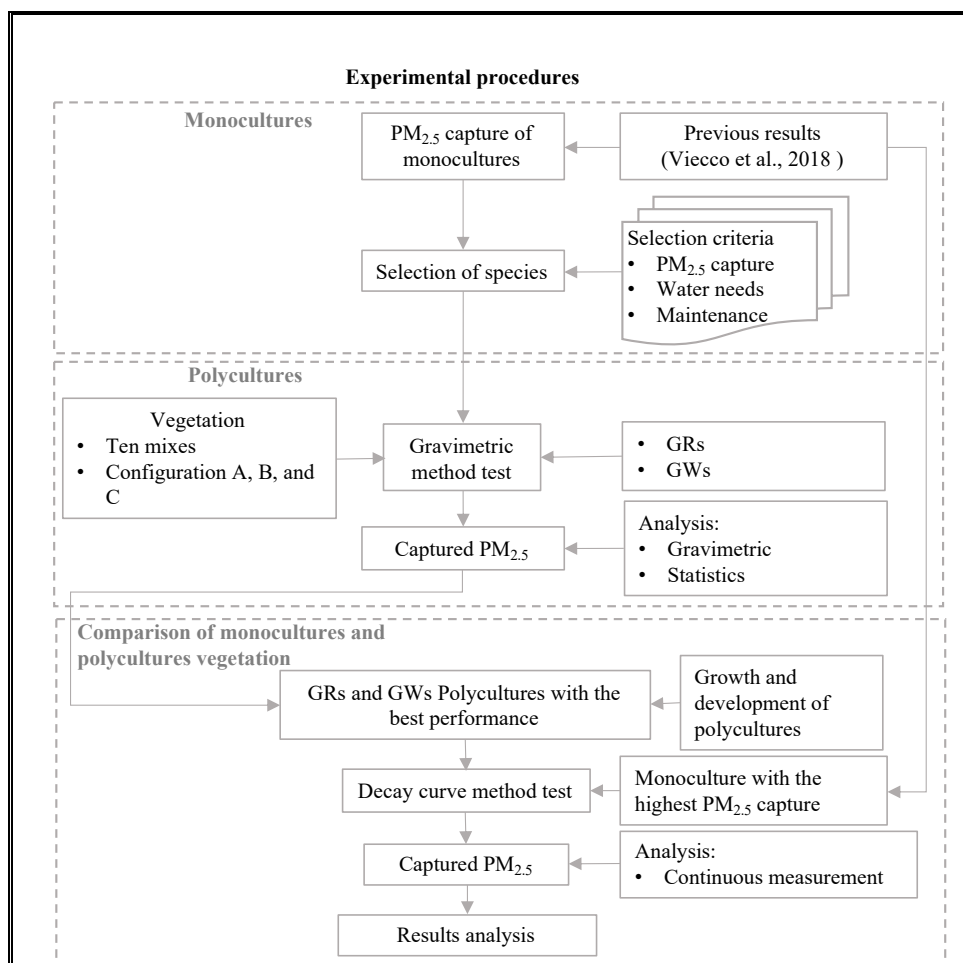 Experimental procedures
Monocultures
PM2.5 capture of
monocultures
Previous results
(Viecco et al., 2018 )
Selection of species
Selection criteria
• PM2.5 capture
• Water needs
• Maintenance
Polycultures
Vegetation
• Ten mixes
• Configuration A, B, and
C
Gravimetric
method test
• GRs
• GWs
Captured PM2.5
Analysis:
• Gravimetric
• Statistics
Comparison of monocultures and
polycultures vegetation
GRs and GWs Polycultures with the
best performance
Growth and
development of
polycultures
Decay curve method test
Monoculture with the
highest PM2.5 capture
Captured PM2.5
Analysis:
• Continuous measurement
Results analysis